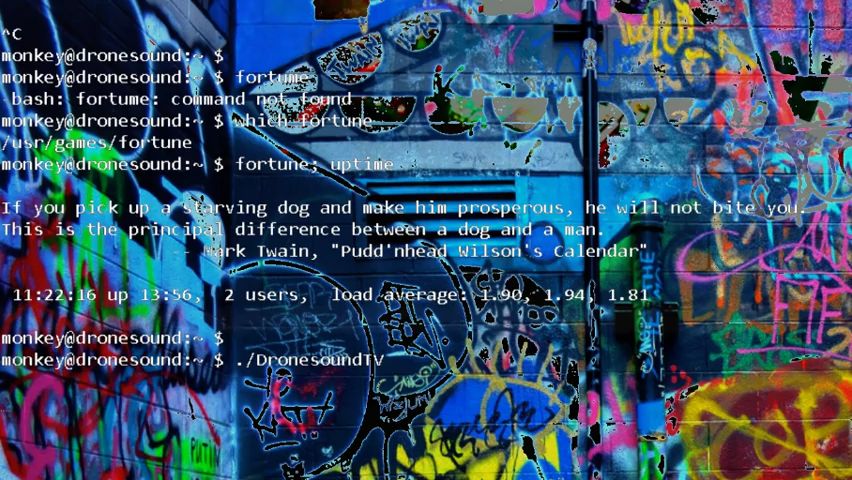 ^C
monkey@dronesound:~ $
monkey@dronesound:~ $ fortume
-bash: fortume: command not found
monkey@dronesound:~ $ which fortune
/usr/games/fortune
monkey@dronesound:~ $ fortune; uptime
If you pick up a starving dog and make him prosperous, he will not bite you.
This is the principal difference between a dog and a man.
-- Mark Twain, "Pudd'nhead Wilson's Calendar"
11:22:16 up 13:56,  2 users,  load average: 1.90, 1.94, 1.81
monkey@dronesound:~ $
monkey@dronesound:~ $ ./DronesoundTV
PUTIN